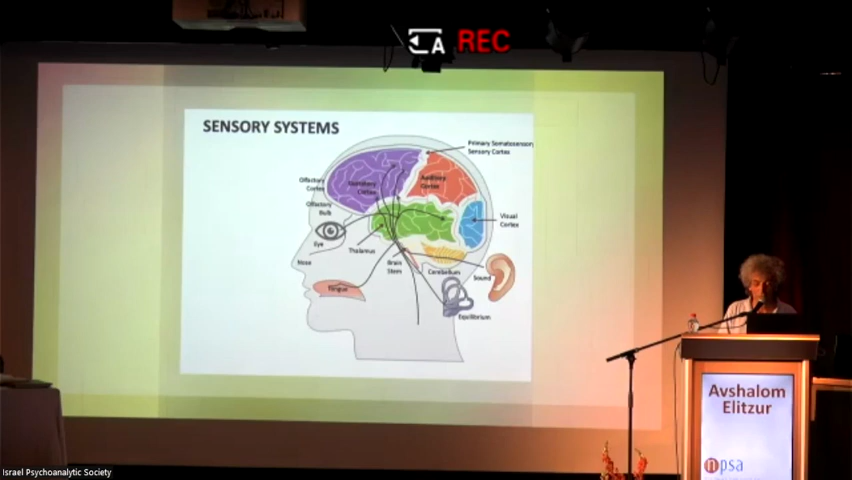 A REC
SENSORY SYSTEMS
Primary Somatosensory
Sensory Cortex
Olfactory
Cortex
Auditory
Cortex
Olfactory
Bulb
Visual
Cortex
Eye
Thalamus
Nose
Brain
Stem
Cerebellum
Sound
Tongue
Equilibrium
Avshalom
Elitzur
npsa
Israel Psychoanalytic Society